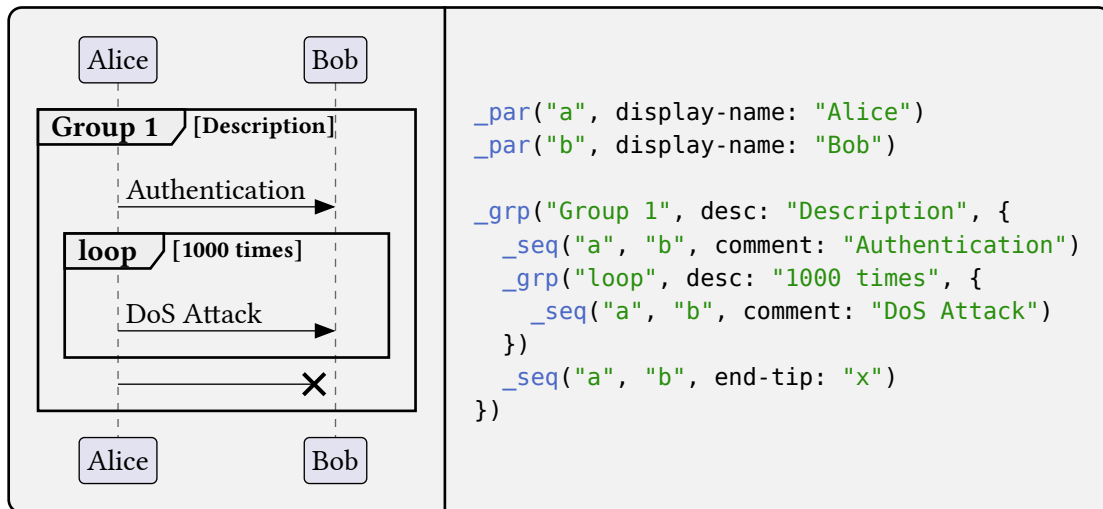 Alice Bob
Group 1 [Description]
Authentication
loop [1000 times]
DoS Attack
Alice Bob
_par("a", display-name: "Alice")
_par("b", display-name: "Bob")
_grp("Group 1", desc: "Description", {
  _seq("a", "b", comment: "Authentication")
  _grp("loop", desc: "1000 times", {
    _seq("a", "b", comment: "DoS Attack")
  })
  _seq("a", "b", end-tip: "x")
})